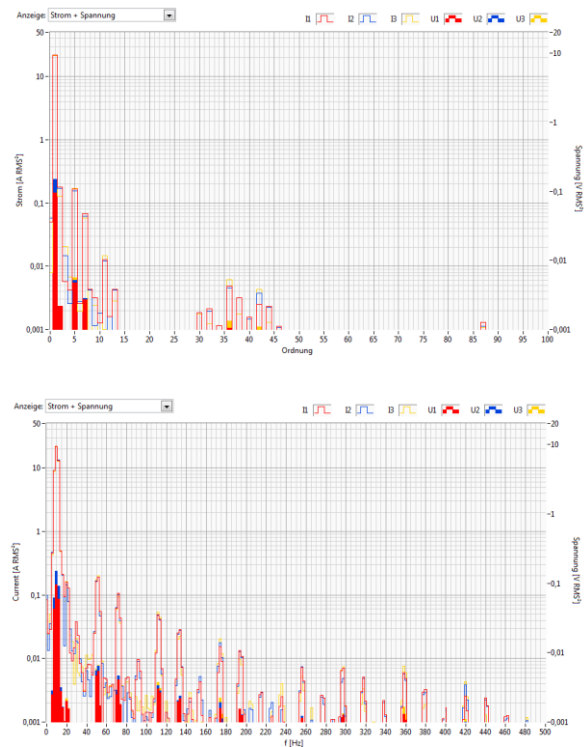 Anzeige: Strom + Spannung I1 I2 I3 U1 U2 U3
50 -20
10 -10
1 -1
0,1 -0,1
0,01 -0,01
0,001 -0,001
Strom [A RMS²]
Spannung [V RMS²]
0 5 10 15 20 25 30 35 40 45 50 55 60 65 70 75 80 85 90 95 100
Ordnung
Anzeige: Strom + Spannung I1 I2 I3 U1 U2 U3
50 -20
10 -10
1 -1
0,1 -0,1
0,01 -0,01
0,001 -0,001
Current [A RMS²]
Spannung [V RMS²]
0 20 40 60 80 100 120 140 160 180 200 220 240 260 280 300 320 340 360 380 400 420 440 460 480 500
f [Hz]